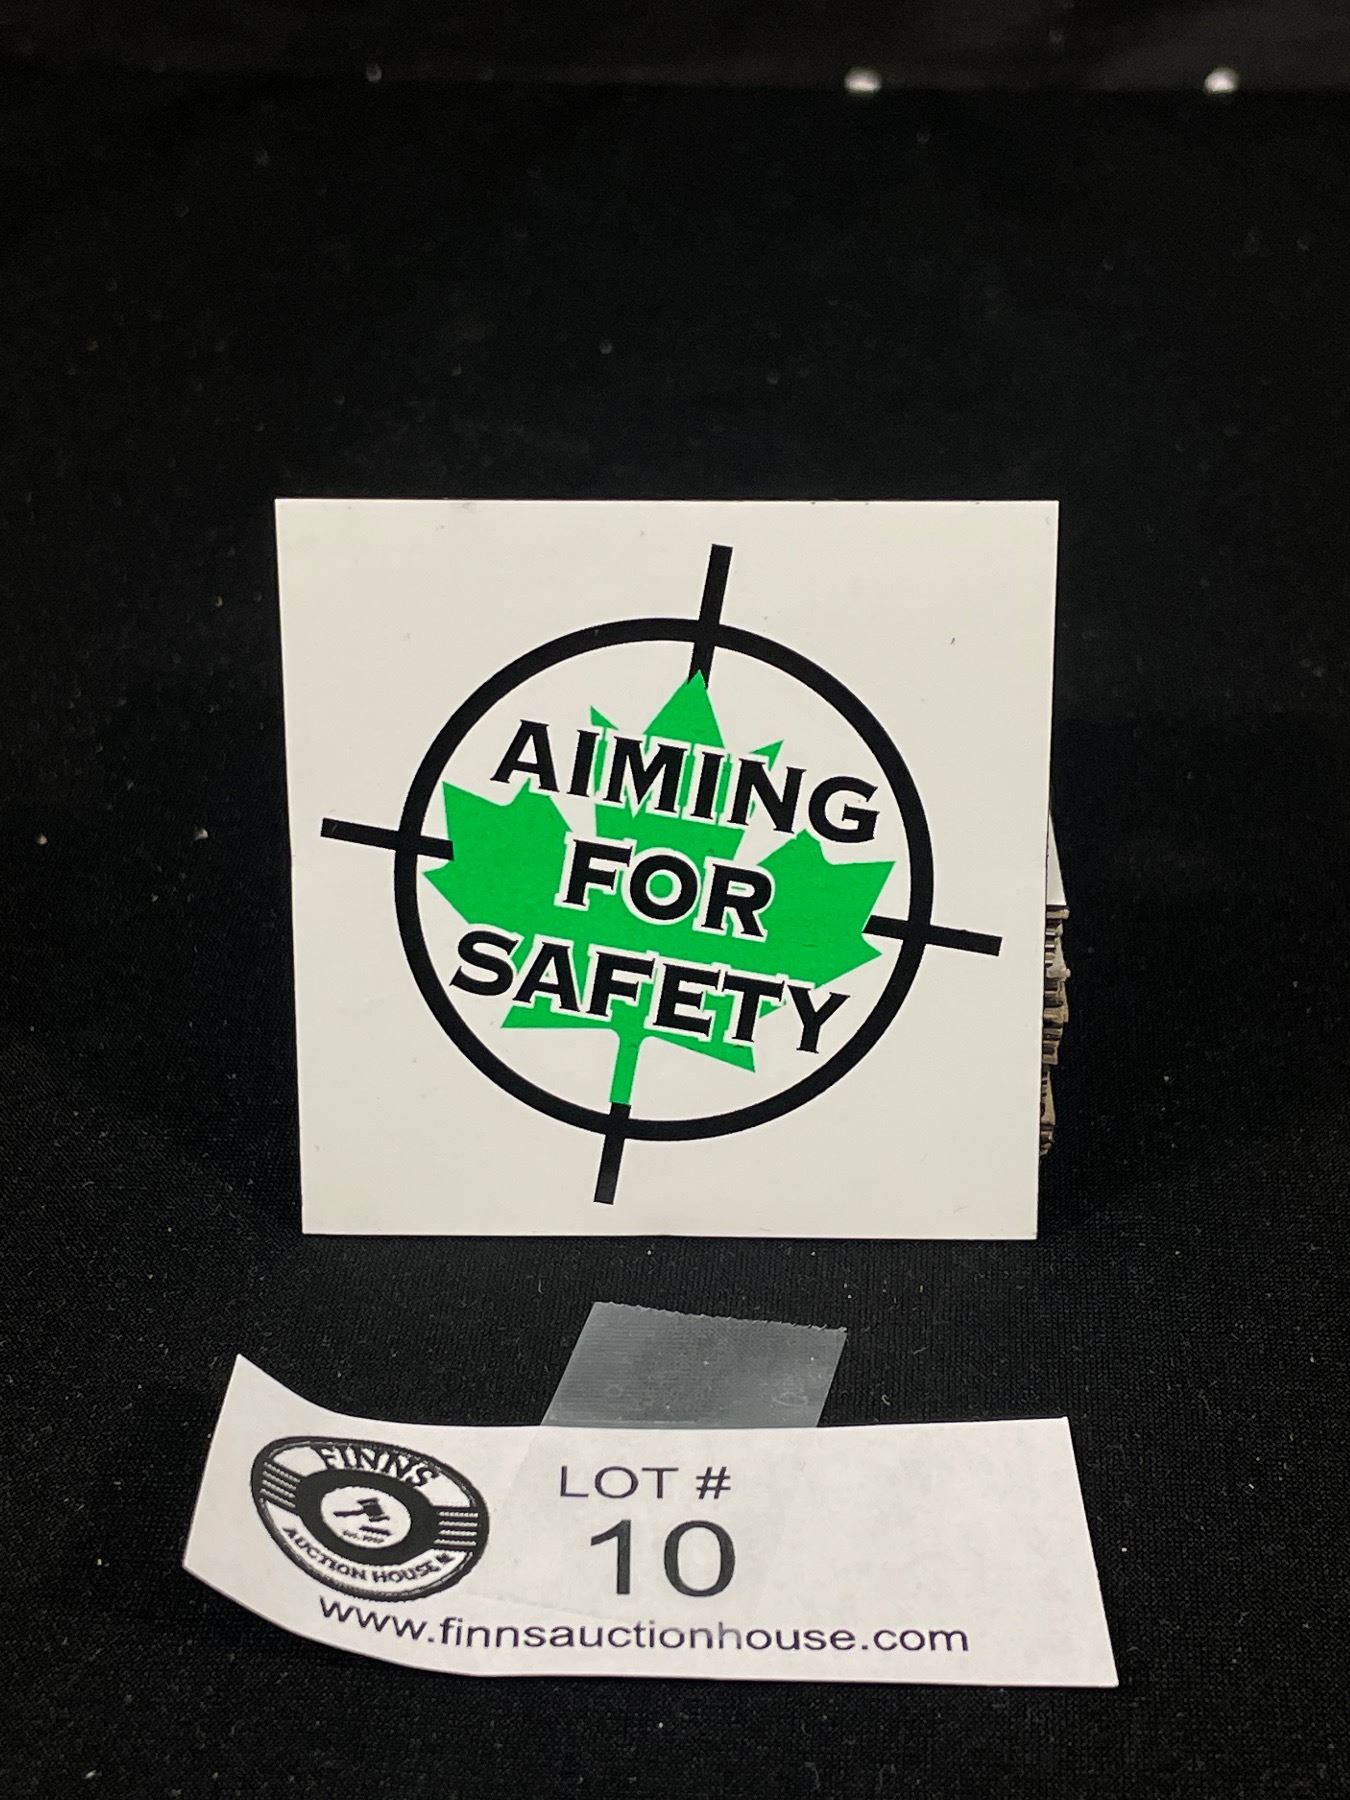 AIMING
FOR
SAFETY
FINNS
AUCTION HOUSE
LOT #
10
www.finnsauctionhouse.com